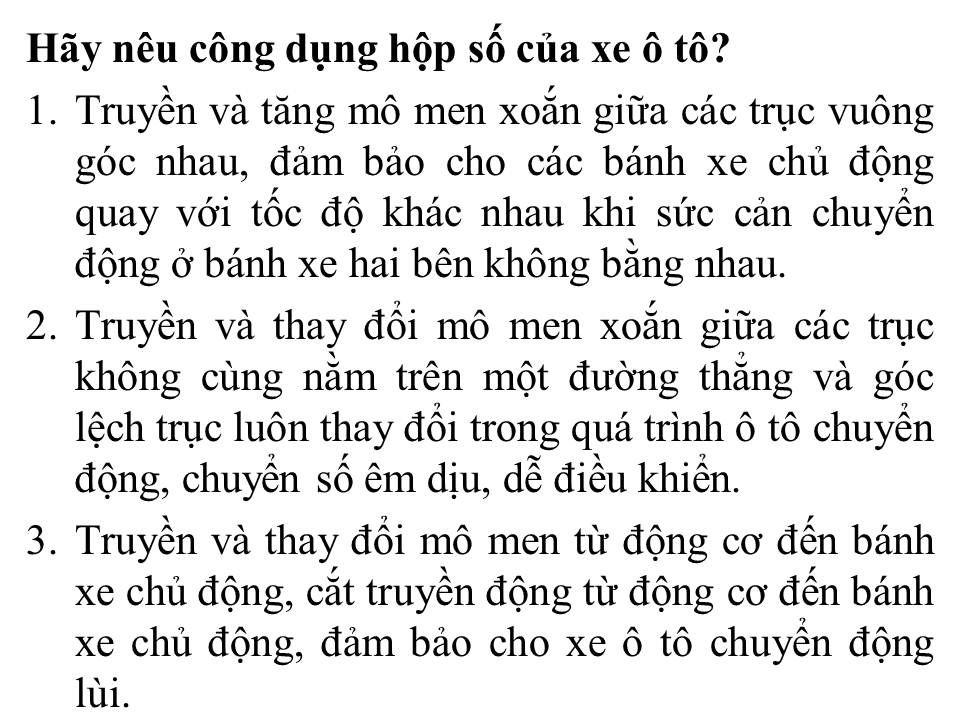 Hãy nêu công dụng hộp số của xe ô tô?
1. Truyền và tăng mô men xoắn giữa các trục vuông
góc nhau, đảm bảo cho các bánh xe chủ động
quay với tốc độ khác nhau khi sức cản chuyển
động ở bánh xe hai bên không bằng nhau.
2. Truyền và thay đổi mô men xoắn giữa các trục
không cùng nằm trên một đường thẳng và góc
lệch trục luôn thay đổi trong quá trình ô tô chuyển
động, chuyển số êm dịu, dễ điều khiển.
3. Truyền và thay đổi mô men từ động cơ đến bánh
xe chủ động, cắt truyền động từ động cơ đến bánh
xe chủ động, đảm bảo cho xe ô tô chuyển động
lùi.